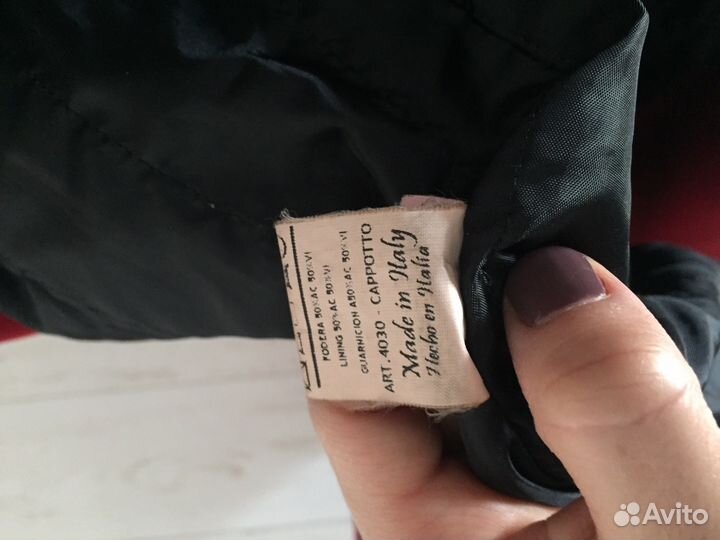 FODERA 50%AC 50%VI
LINING 50%AC 50%VI
GUARNICION A50%AC 50%VI
ART.4030 - CAPPOTTO
Made in Italy
Hecho en Italia
Avito